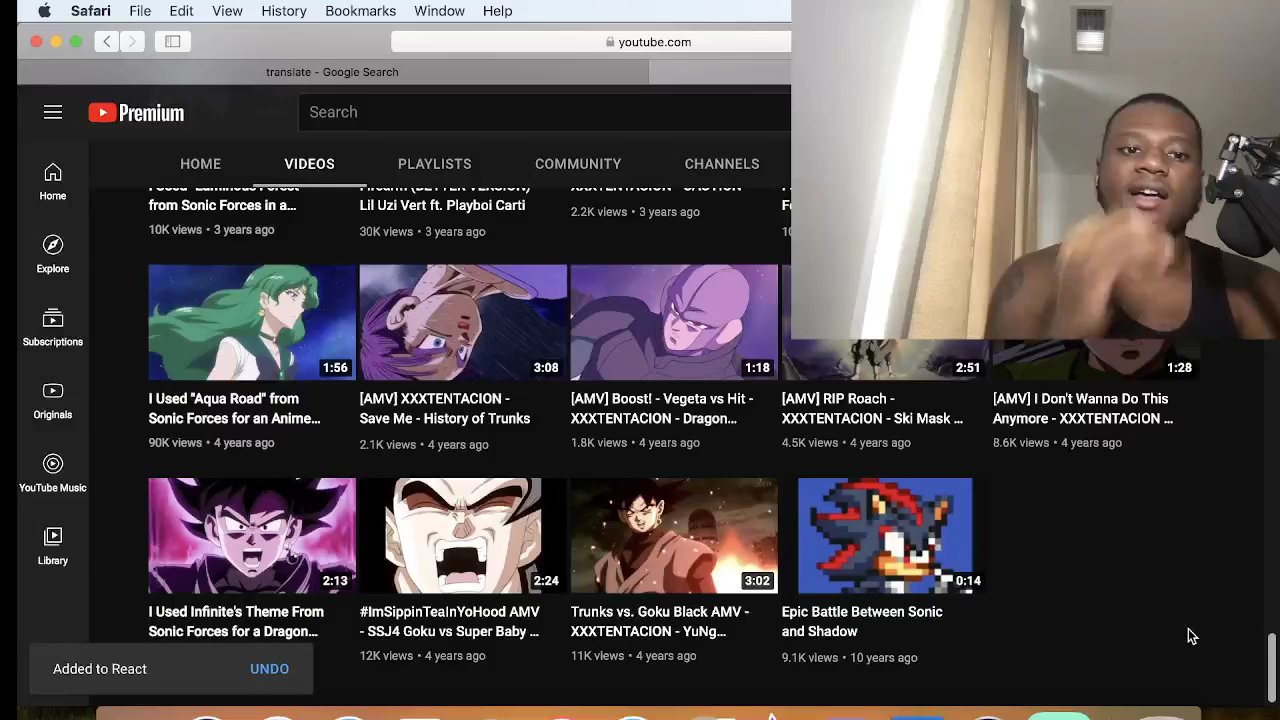 Safari File Edit View History Bookmarks Window Help
youtube.com
translate - Google Search
Premium
Search
HOME VIDEOS PLAYLISTS COMMUNITY CHANNELS
Home
Explore
Subscriptions
Originals
YouTube Music
Library
from Sonic Forces in a...
10K views • 3 years ago
Lil Uzi Vert ft. Playboi Carti
30K views • 3 years ago
2.2K views • 3 years ago
1:56
I Used "Aqua Road" from
Sonic Forces for an Anime...
90K views • 4 years ago
3:08
[AMV] XXXTENTACION -
Save Me - History of Trunks
2.1K views • 4 years ago
1:18
[AMV] Boost! - Vegeta vs Hit -
XXXTENTACION - Dragon...
1.8K views • 4 years ago
2:51
[AMV] RIP Roach -
XXXTENTACION - Ski Mask ...
4.5K views • 4 years ago
1:28
[AMV] I Don't Wanna Do This
Anymore - XXXTENTACION ...
8.6K views • 4 years ago
2:13
I Used Infinite's Theme From
Sonic Forces for a Dragon...
2:24
#ImSippinTeaInYoHood AMV
- SSJ4 Goku vs Super Baby ...
12K views • 4 years ago
3:02
Trunks vs. Goku Black AMV -
XXXTENTACION - YuNg...
11K views • 4 years ago
0:14
Epic Battle Between Sonic
and Shadow
9.1K views • 10 years ago
Added to React UNDO